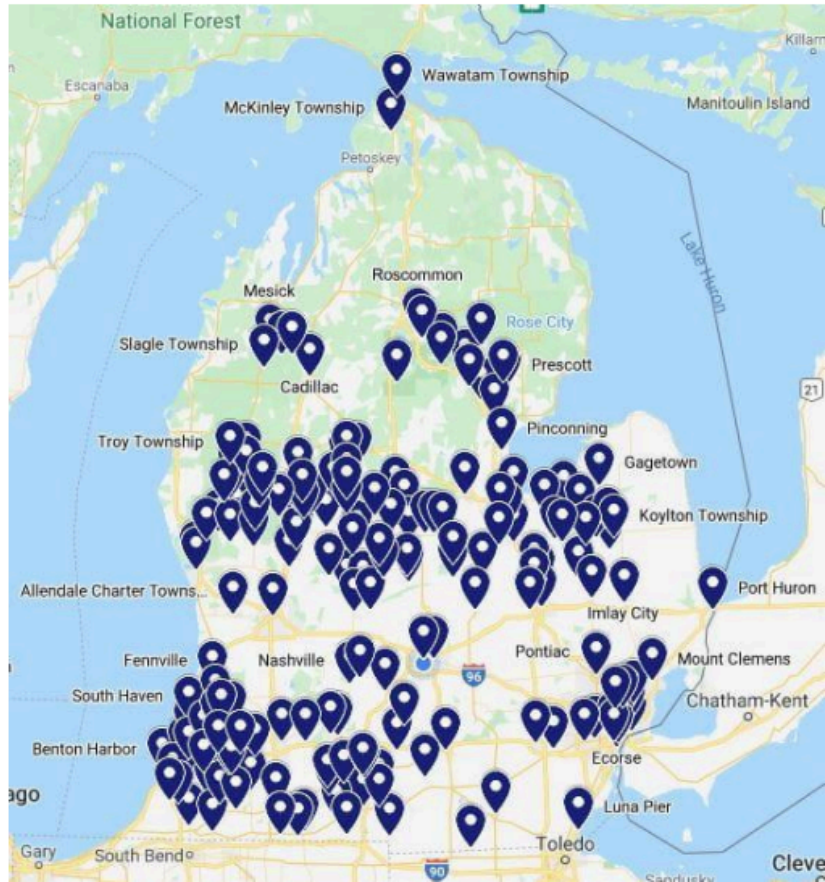 National Forest
Killarn
Escanaba
Wawatam Township
McKinley Township
Manitoulin Island
Petoskey
Lake Huron
Roscommon
Mesick
Rose City
Slagle Township
Prescott
Cadillac
21
Troy Township
Pinconning
Gagetown
Koylton Township
Allendale Charter Towns...
Port Huron
Imlay City
Fennville
Nashville
Pontiac
Mount Clemens
96
South Haven
Chatham-Kent
Benton Harbor
Ecorse
ago
Luna Pier
Gary
South Bend
Toledo
90
Cleve
Sandusky